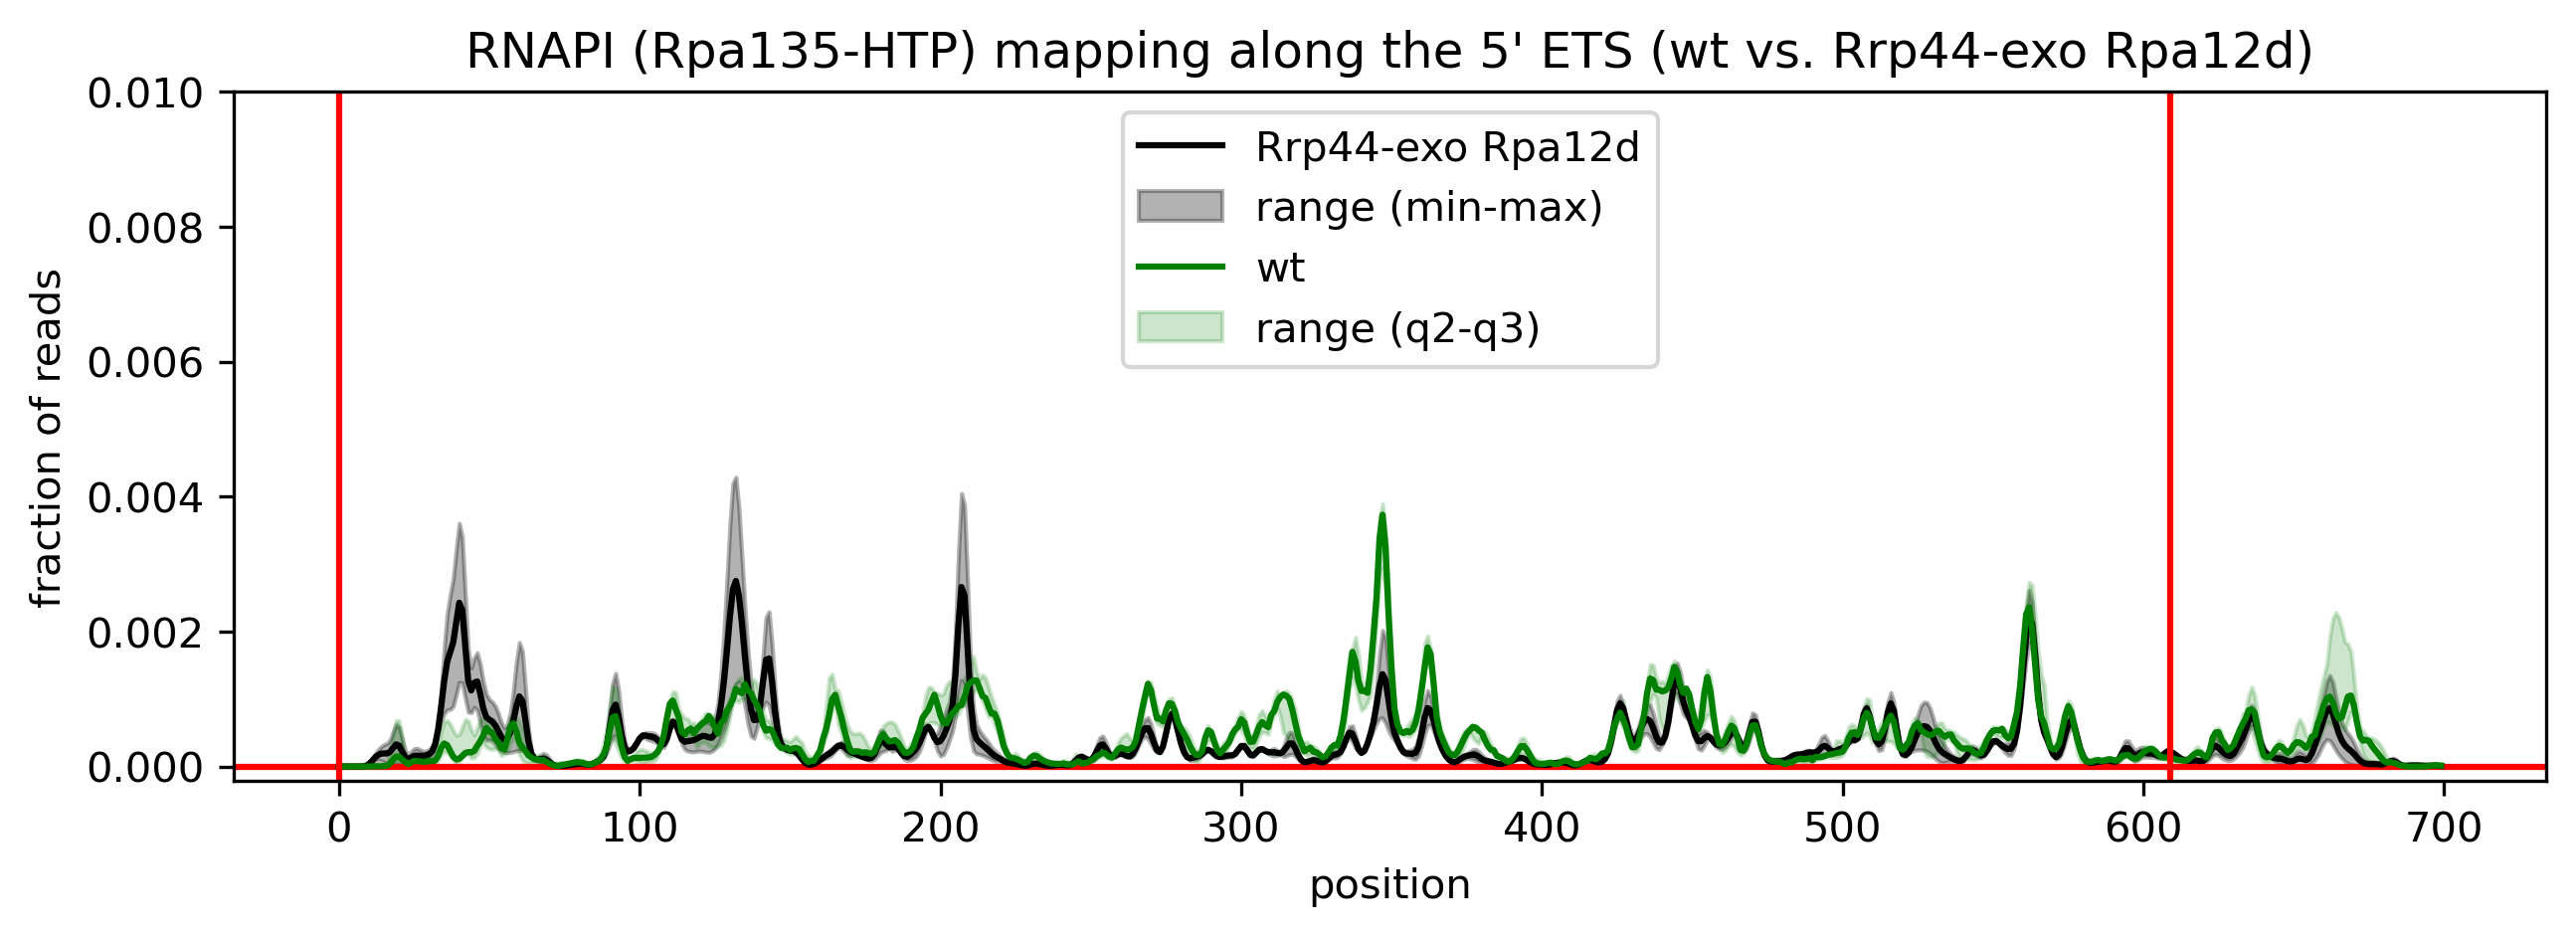 RNAPI (Rpa135-HTP) mapping along the 5' ETS (wt vs. Rrp44-exo Rpa12d)
0.010
0.008
0.006
0.004
0.002
0.000
fraction of reads
Rrp44-exo Rpa12d
range (min-max)
wt
range (q2-q3)
0 100 200 300 400 500 600 700
position